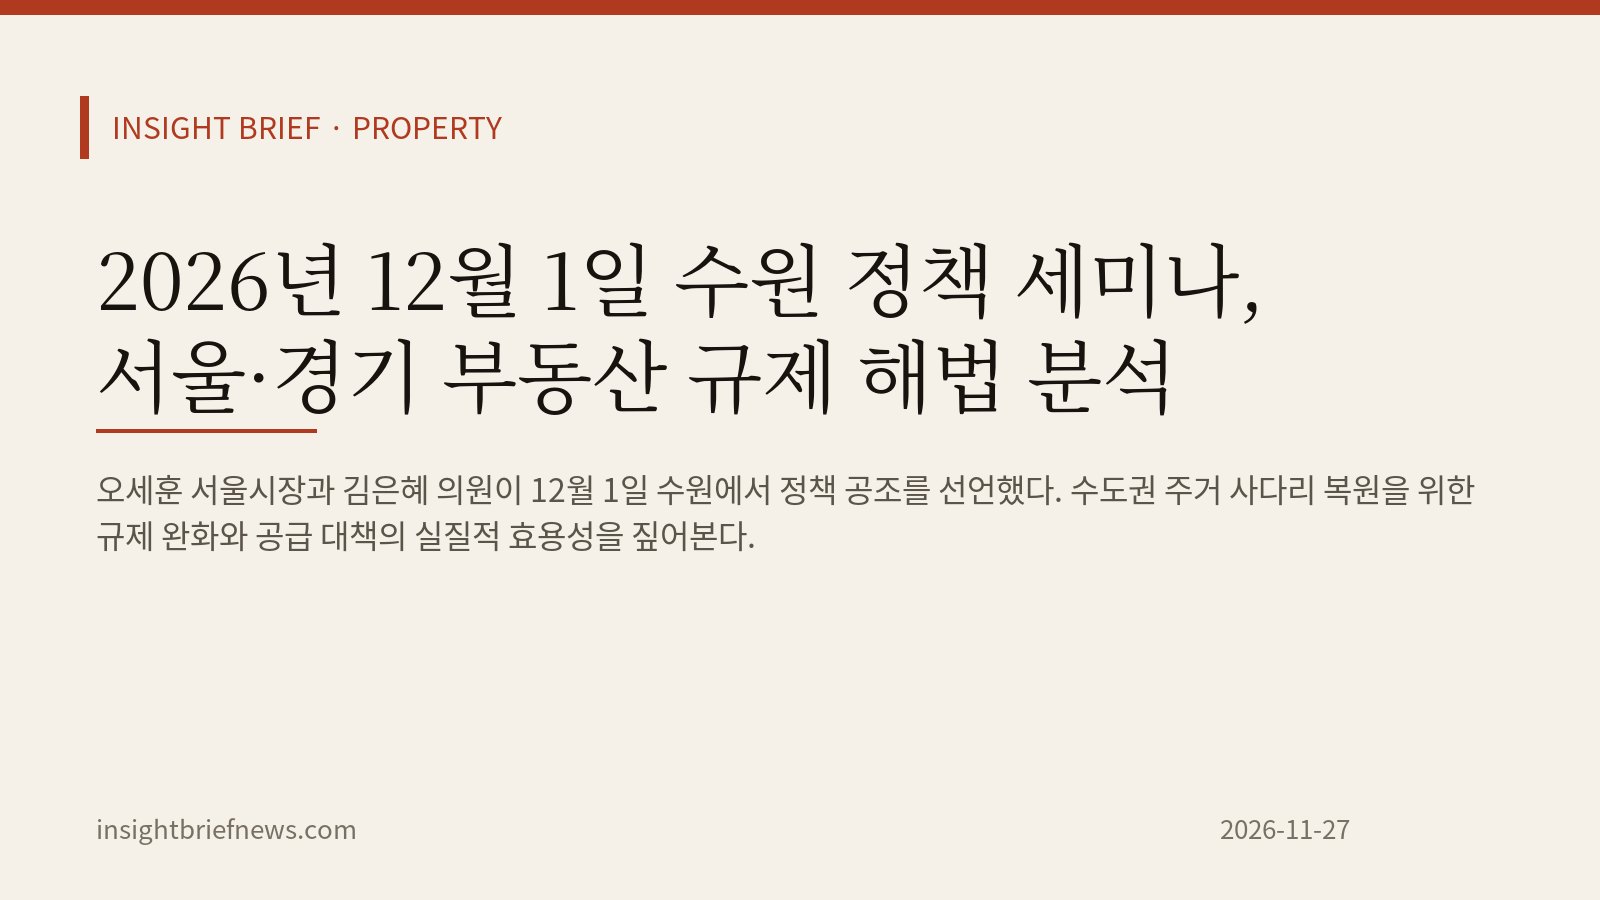 INSIGHT BRIEF · PROPERTY
2026년 12월 1일 수원 정책 세미나,
서울·경기 부동산 규제 해법 분석
오세훈 서울시장과 김은혜 의원이 12월 1일 수원에서 정책 공조를 선언했다. 수도권 주거 사다리 복원을 위한
규제 완화와 공급 대책의 실질적 효용성을 짚어본다.
insightbriefnews.com
2026-11-27